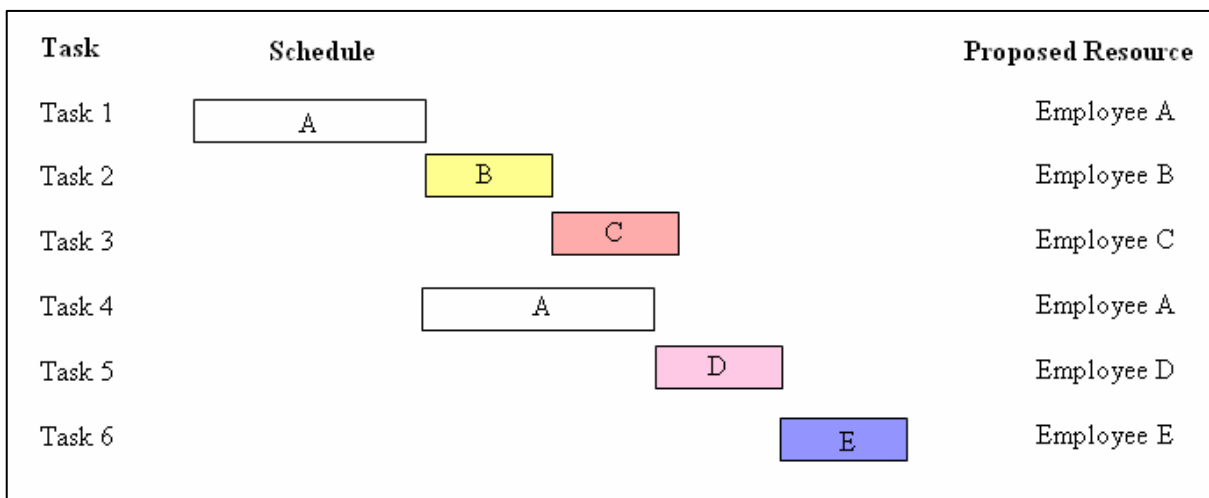 Task Schedule Proposed Resource
Task 1 A Employee A
Task 2 B Employee B
Task 3 C Employee C
Task 4 A Employee A
Task 5 D Employee D
Task 6 E Employee E